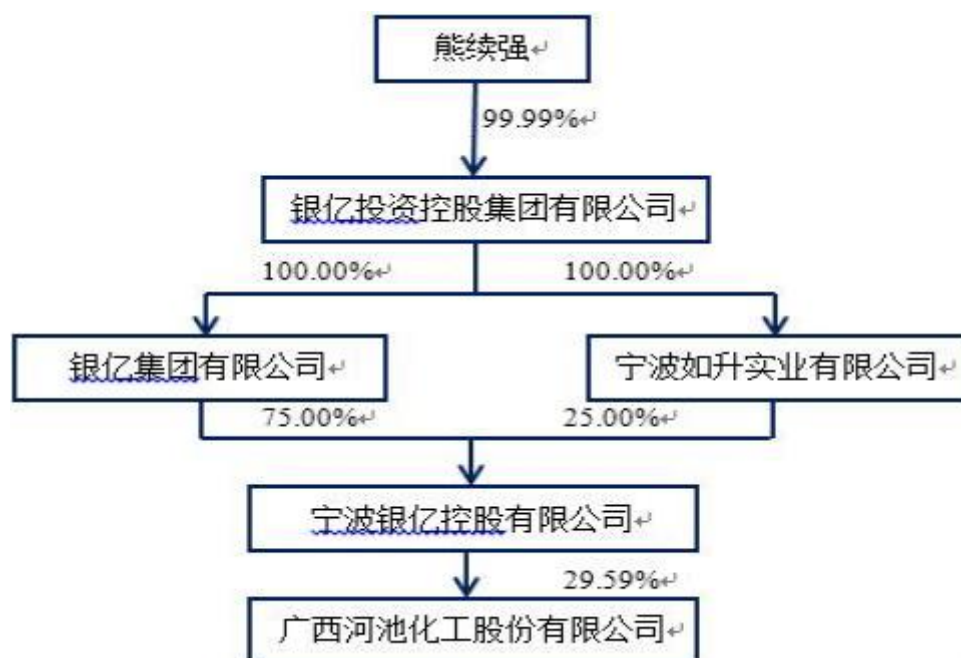 熊续强
99.99%
银亿投资控股集团有限公司
100.00% 100.00%
银亿集团有限公司 宁波如升实业有限公司
75.00% 25.00%
宁波银亿控股有限公司
29.59%
广西河池化工股份有限公司